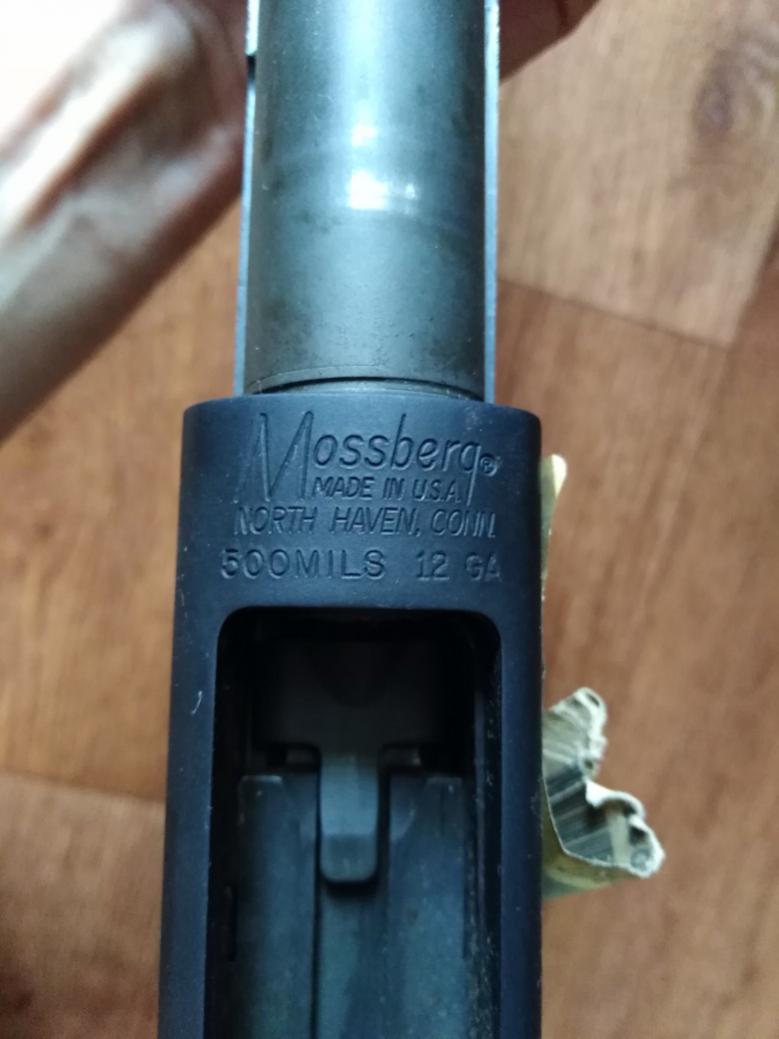 Mossberg®
MADE IN U.S.A.
NORTH HAVEN, CONN.
500MILS 12 GA